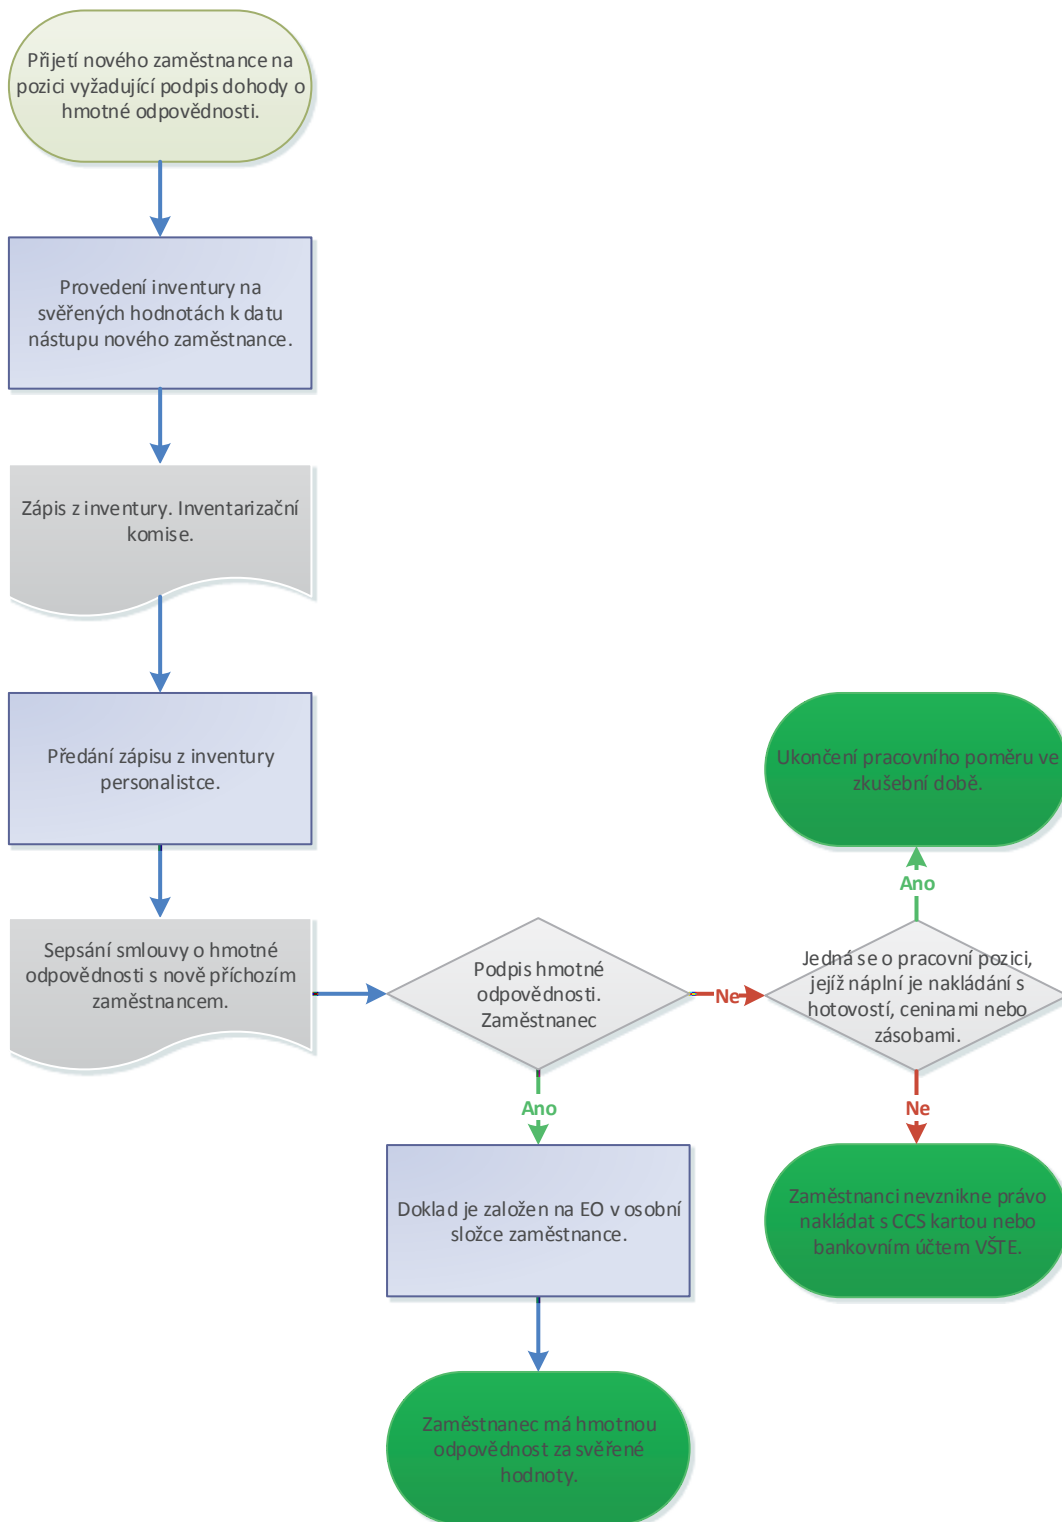 Přijetí nového zaměstnance na
pozici vyžadující podpis dohody o
hmotné odpovědnosti.
Provedení inventury na
svěřených hodnotách k datu
nástupu nového zaměstnance.
Zápis z inventury. Inventarizační
komise.
Předání zápisu z inventury
personalistce.
Sepsání smlouvy o hmotné
odpovědnosti s nově příchozím
zaměstnancem.
Podpis hmotné
odpovědnosti.
Zaměstnanec
Ne
Jedná se o pracovní pozici,
jejíž náplní je nakládání s
hotovostí, ceninami nebo
zásobami.
Ano
Ukončení pracovního poměru ve
zkušební době.
Ne
Zaměstnanci nevznikne právo
nakládat s CCS kartou nebo
bankovním účtem VŠTE.
Ano
Doklad je založen na EO v osobní
složce zaměstnance.
Zaměstnanec má hmotnou
odpovědnost za svěřené
hodnoty.